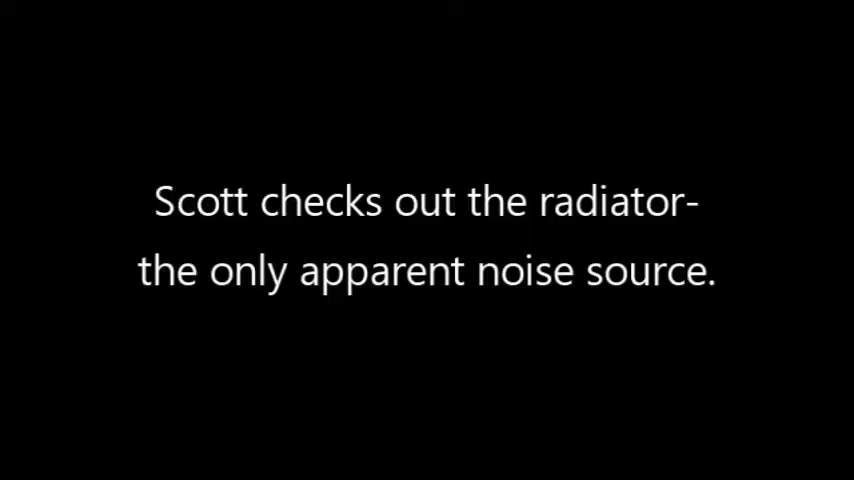 Scott checks out the radiator-
the only apparent noise source.